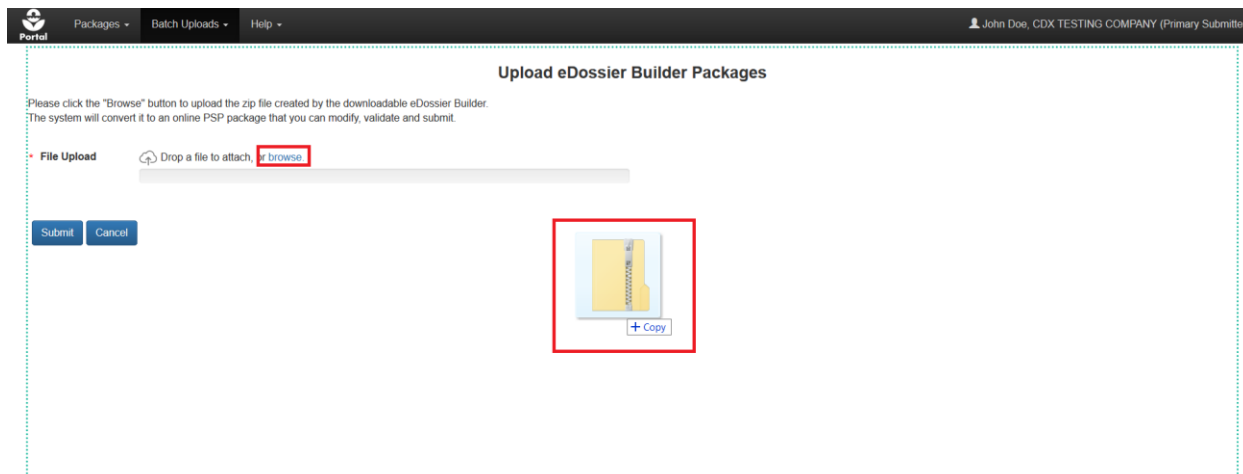 Portal
Packages
Batch Uploads
Help
John Doe, CDX TESTING COMPANY (Primary Submitte
Upload eDossier Builder Packages
Please click the "Browse" button to upload the zip file created by the downloadable eDossier Builder.
The system will convert it to an online PSP package that you can modify, validate and submit.
* File Upload
Drop a file to attach, or browse.
Submit
Cancel
+ Copy